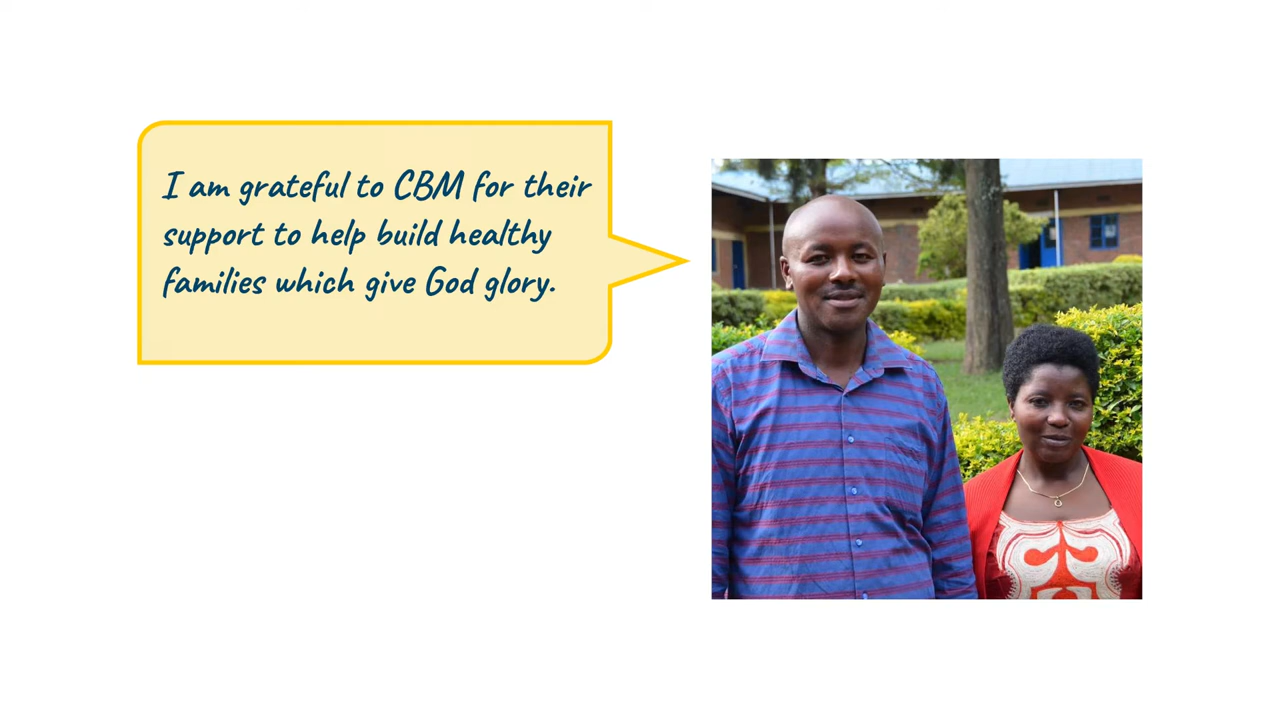 I am grateful to CBM for their
support to help build healthy
families which give God glory.